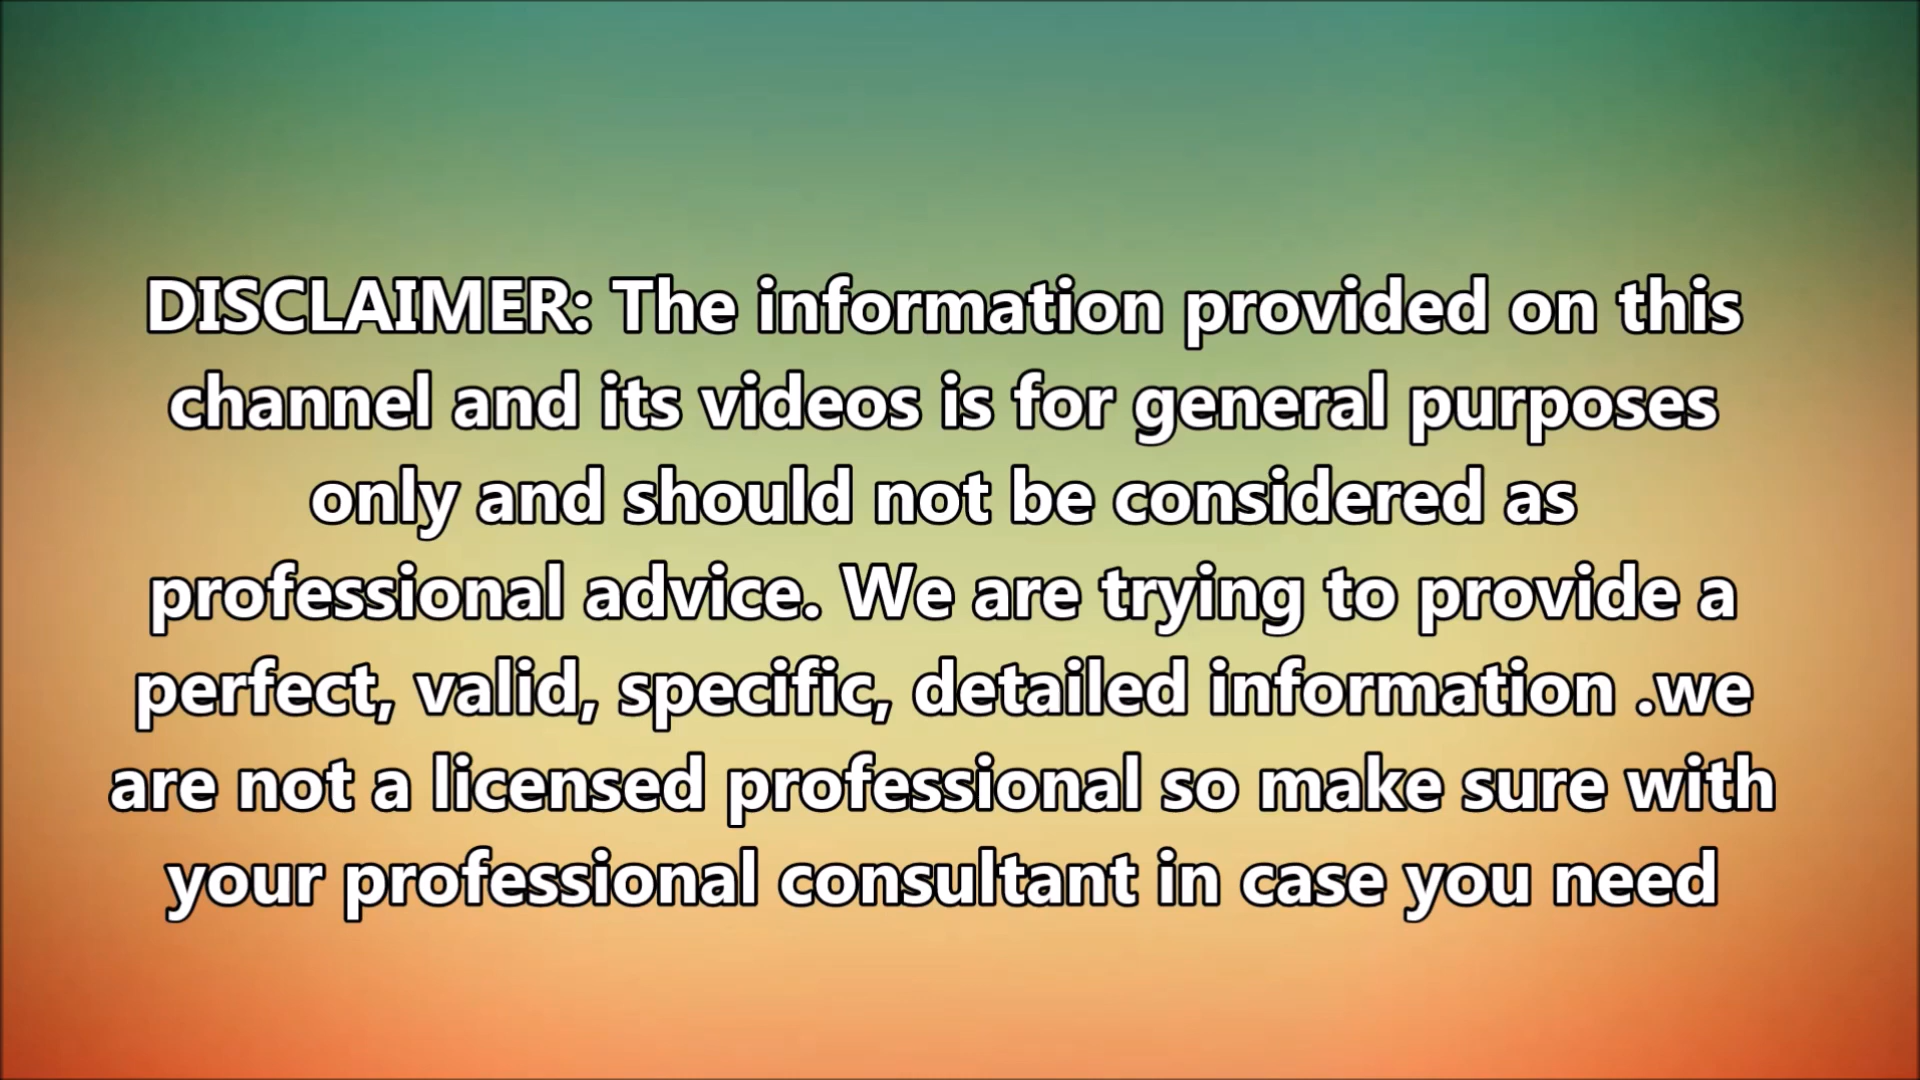 DISCLAIMER: The information provided on this
channel and its videos is for general purposes
only and should not be considered as
professional advice. We are trying to provide a
perfect, valid, specific, detailed information .we
are not a licensed professional so make sure with
your professional consultant in case you need